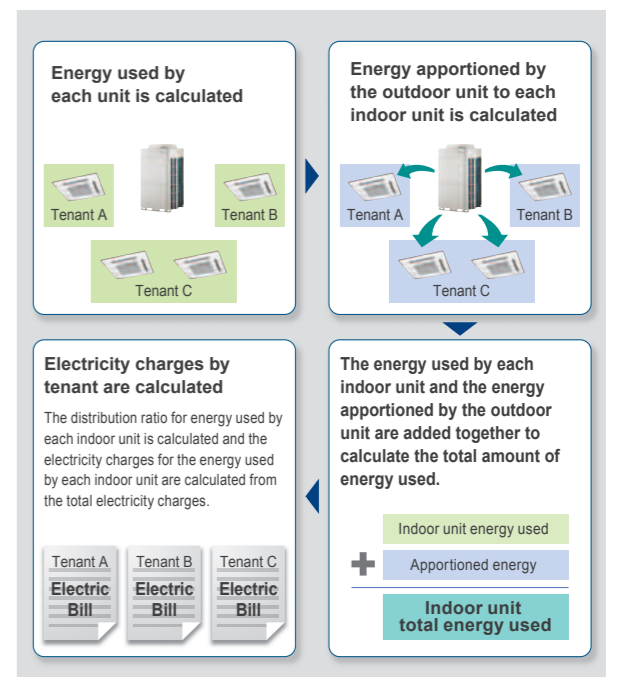 Energy used by
each unit is calculated
Tenant A
Tenant B
Tenant C
Energy apportioned by
the outdoor unit to each
indoor unit is calculated
Tenant A
Tenant B
Tenant C
The energy used by each
indoor unit and the energy
apportioned by the outdoor
unit are added together to
calculate the total amount of
energy used.
Indoor unit energy used
+
Apportioned energy
Indoor unit
total energy used
Electricity charges by
tenant are calculated
The distribution ratio for energy used by
each indoor unit is calculated and the
electricity charges for the energy used
by each indoor unit are calculated from
the total electricity charges.
Tenant A
Electric
Bill
Tenant B
Electric
Bill
Tenant C
Electric
Bill